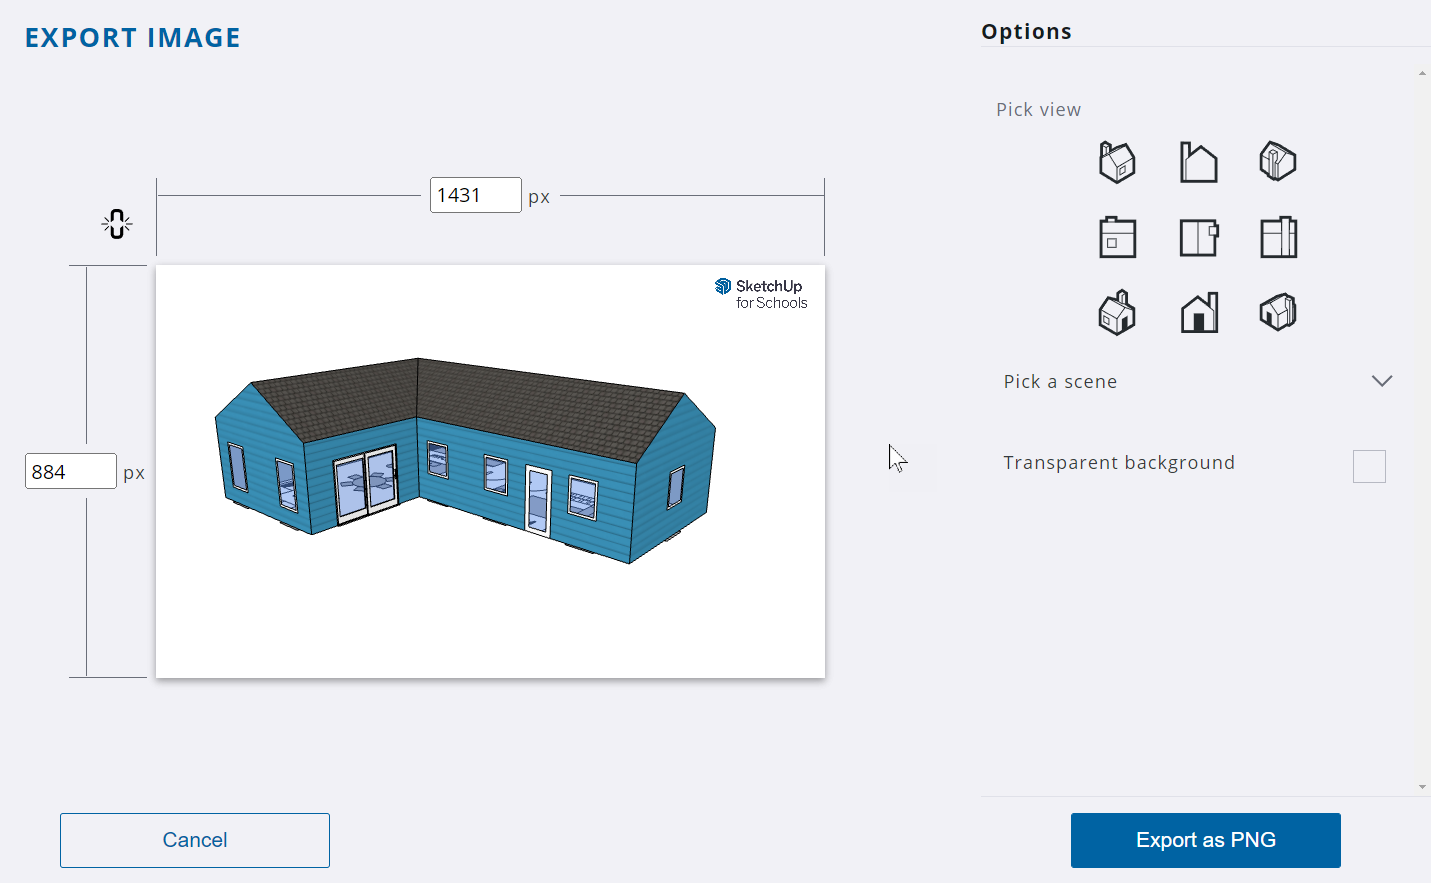 EXPORT IMAGE
Options
Pick view
1431 px
SketchUp
for Schools
Pick a scene
884 px
Transparent background
Cancel
Export as PNG